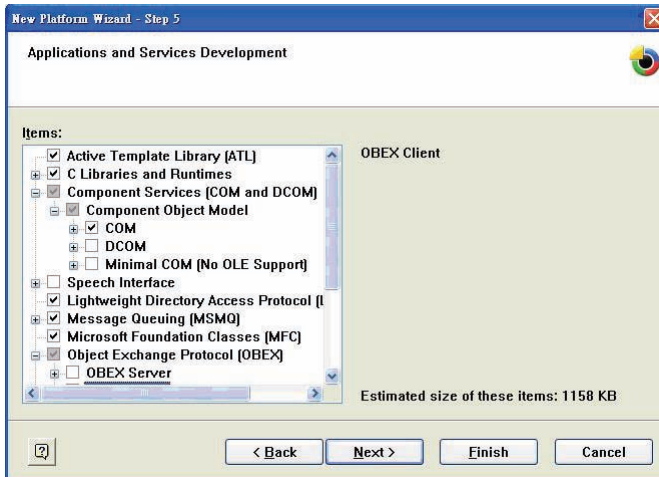 New Platform Wizard - Step 5
Applications and Services Development
Items:
Active Template Library (ATL)
C Libraries and Runtimes
Component Services (COM and DCOM)
Component Object Model
COM
DCOM
Minimal COM (No OLE Support)
Speech Interface
Lightweight Directory Access Protocol (L
Message Queuing (MSMQ)
Microsoft Foundation Classes (MFC)
Object Exchange Protocol (OBEX)
OBEX Server
OBEX Client
Estimated size of these items: 1158 KB
?
< Back
Next >
Finish
Cancel